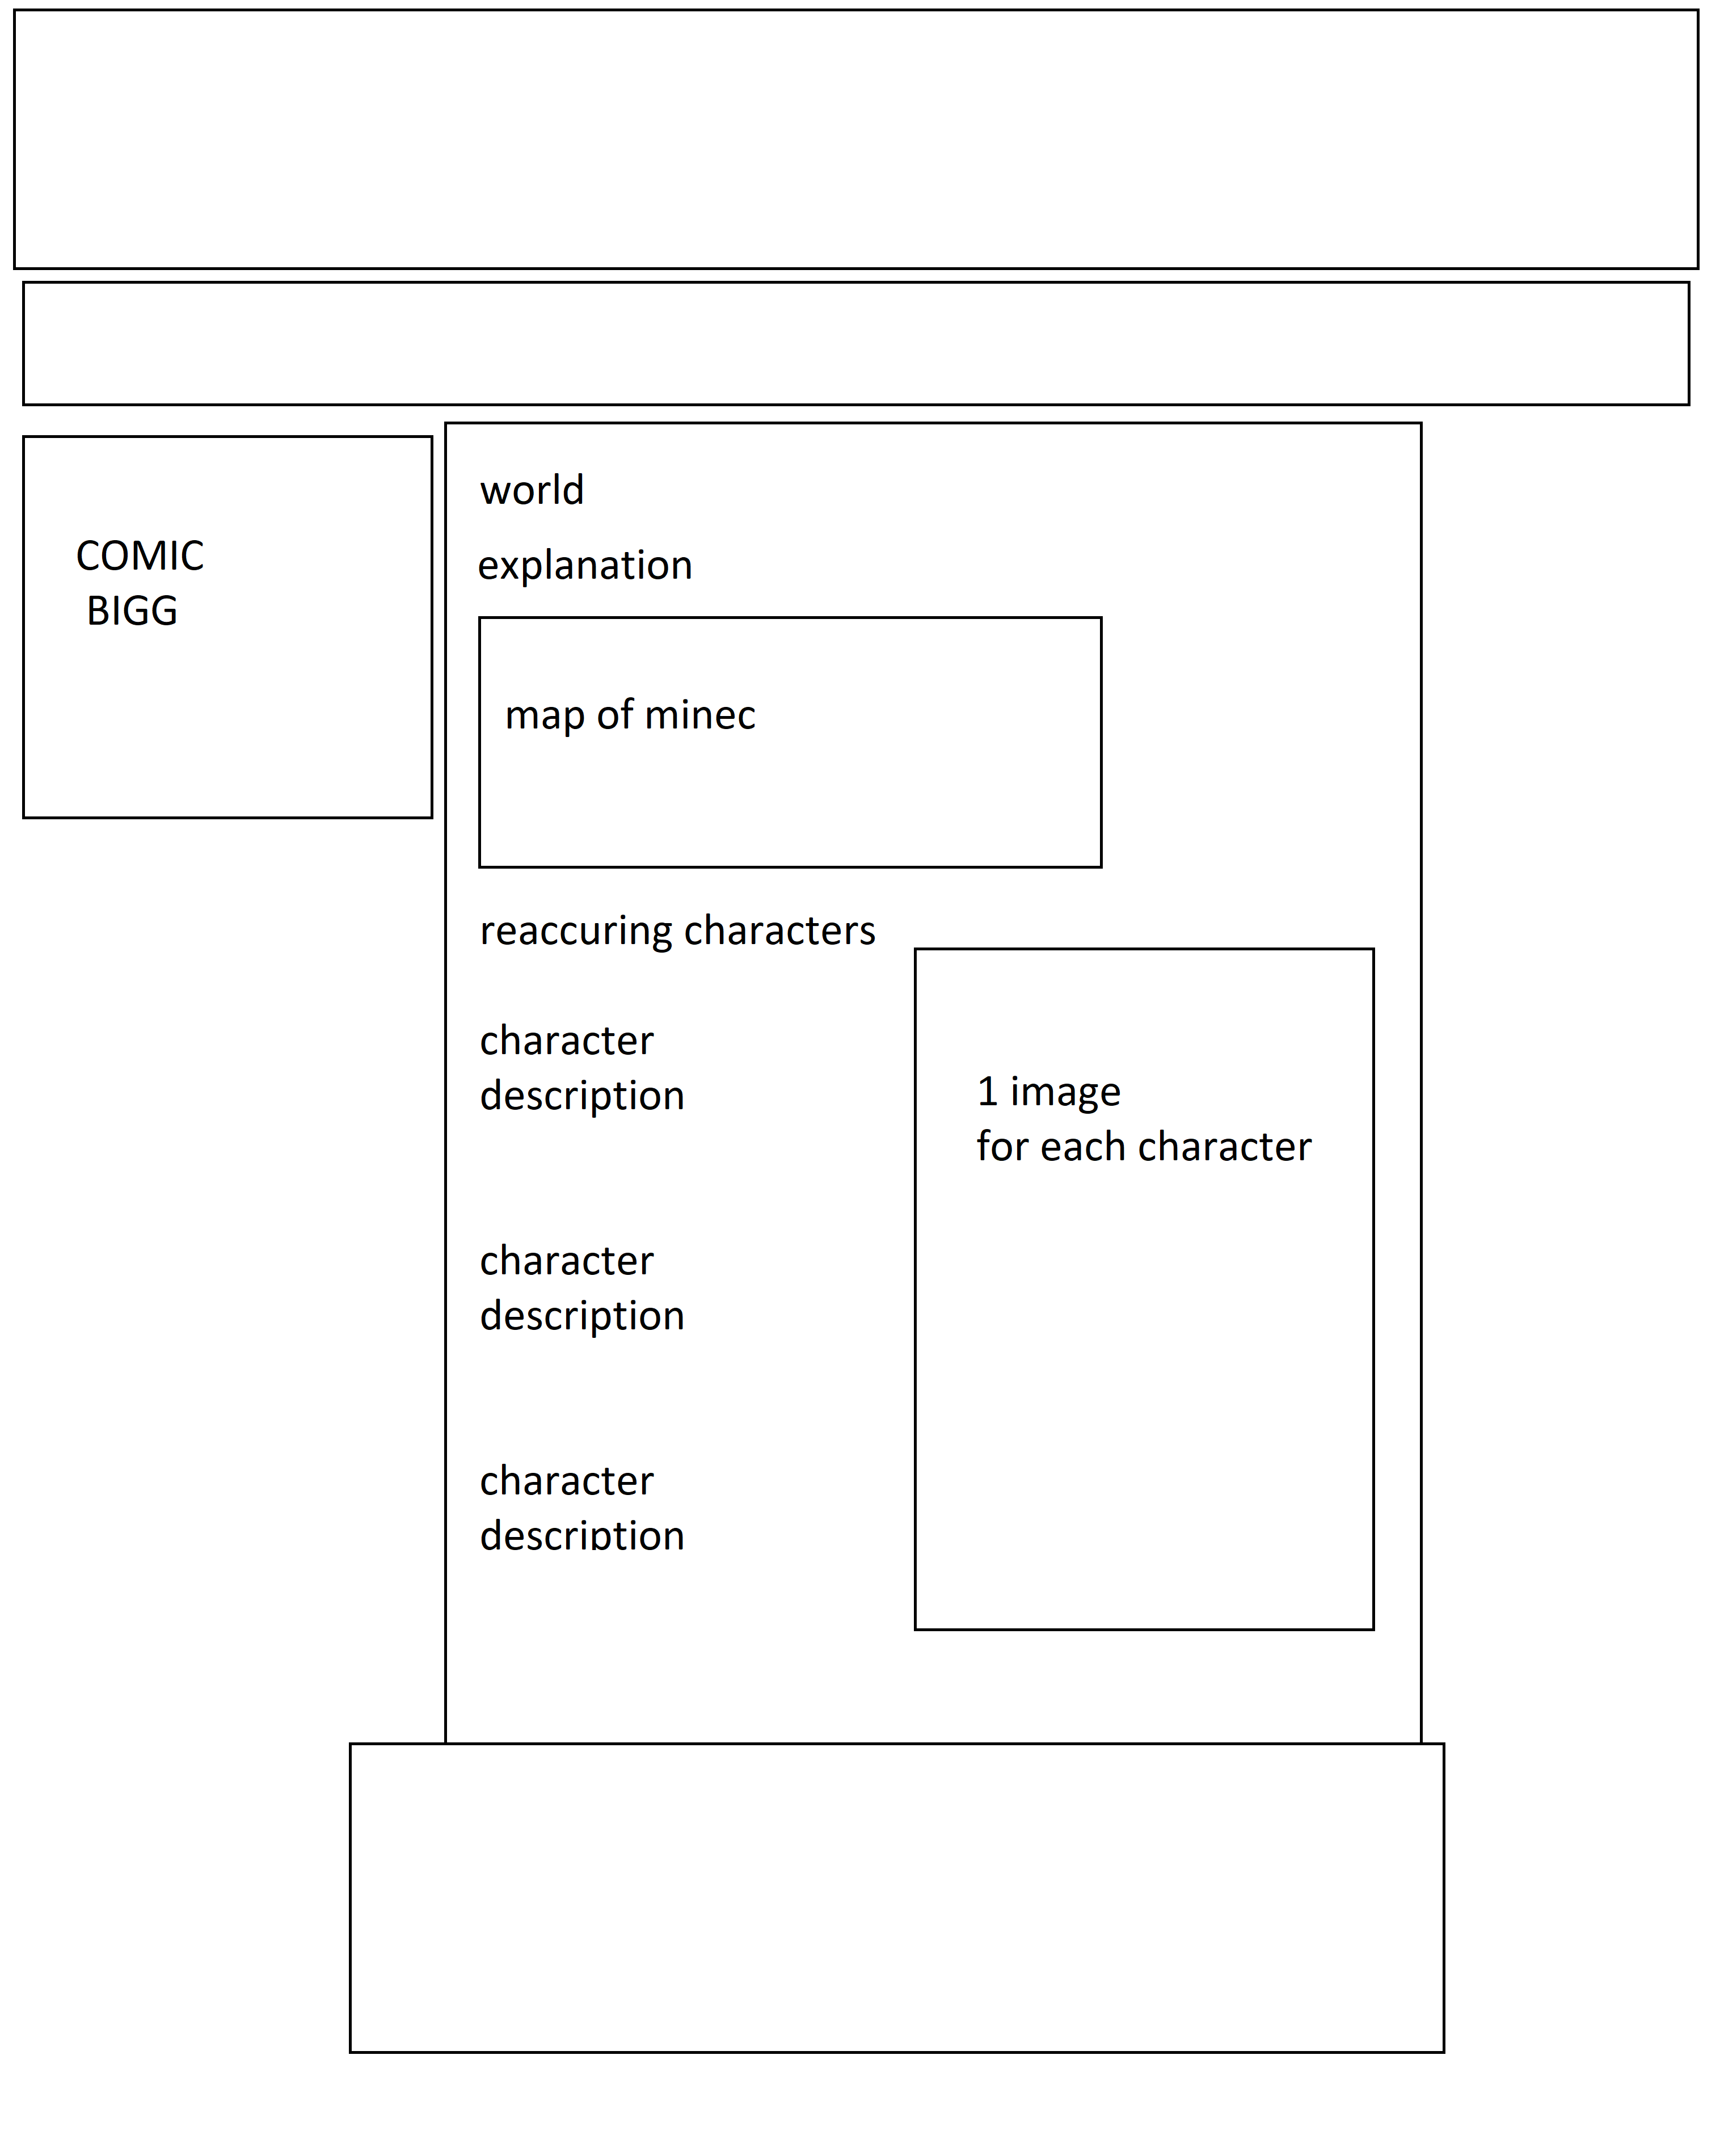 COMIC
BIGG
world
explanation
map of minec
reaccuring characters
character
description
1 image
for each character
character
description
character
description